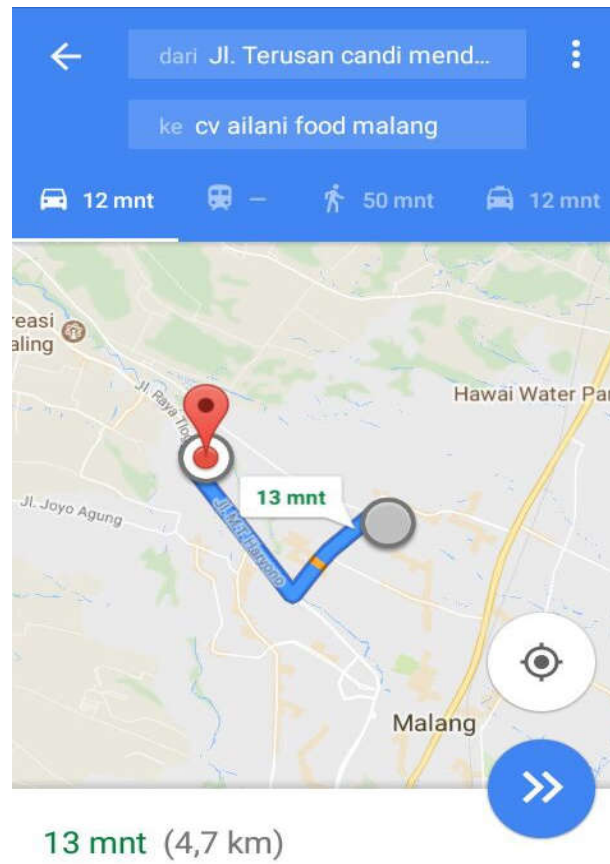 dari Jl. Terusan candi mend...
ke cv ailani food malang
12 mnt – 50 mnt 12 mnt
reasi
aling
Jl. Raya Tlog
Hawai Water Par
13 mnt
Jl. Joyo Agung
Jl. M.T. Haryono
Malang
13 mnt (4,7 km)